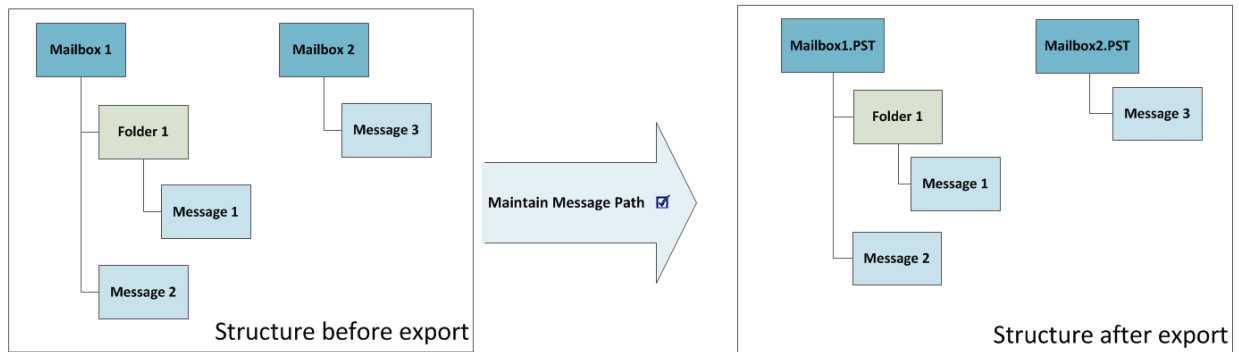 Mailbox 1
Mailbox 2
Folder 1
Message 3
Message 1
Message 2
Structure before export
Maintain Message Path
Mailbox1.PST
Mailbox2.PST
Folder 1
Message 3
Message 1
Message 2
Structure after export